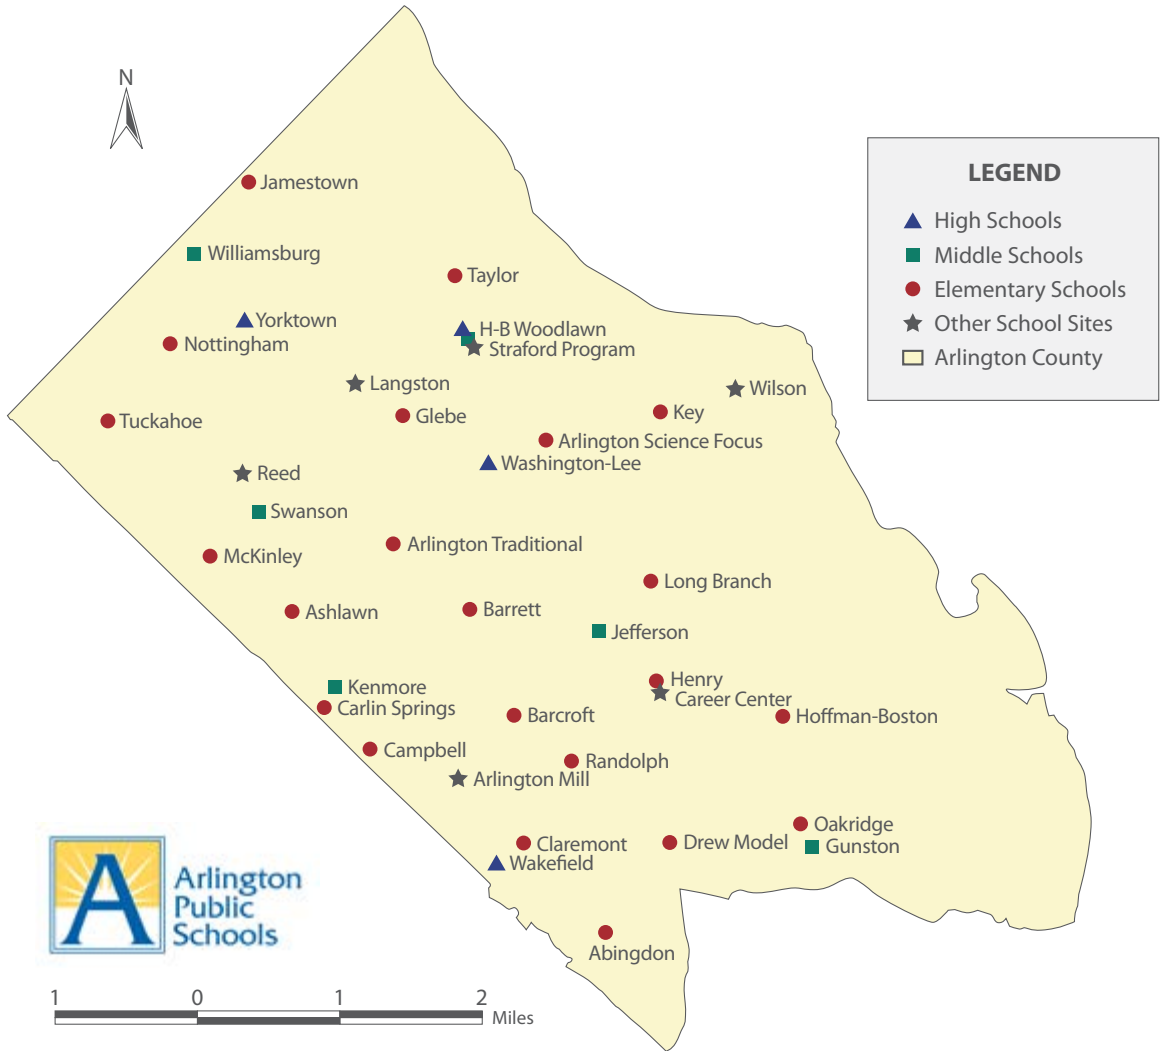 N
Jamestown
Williamsburg
Taylor
Yorktown
H-B Woodlawn
Nottingham
Straford Program
Langston
Wilson
Tuckahoe
Glebe
Key
Arlington Science Focus
Washington-Lee
Reed
Swanson
McKinley
Arlington Traditional
Long Branch
Ashlawn
Barrett
Jefferson
Henry
Kenmore
Career Center
Carlin Springs
Barcroft
Hoffman-Boston
Campbell
Randolph
Arlington Mill
Oakridge
Claremont
Drew Model
Gunston
Wakefield
Abingdon
LEGEND
High Schools
Middle Schools
Elementary Schools
Other School Sites
Arlington County
A
Arlington
Public
Schools
1 0 1 2
Miles